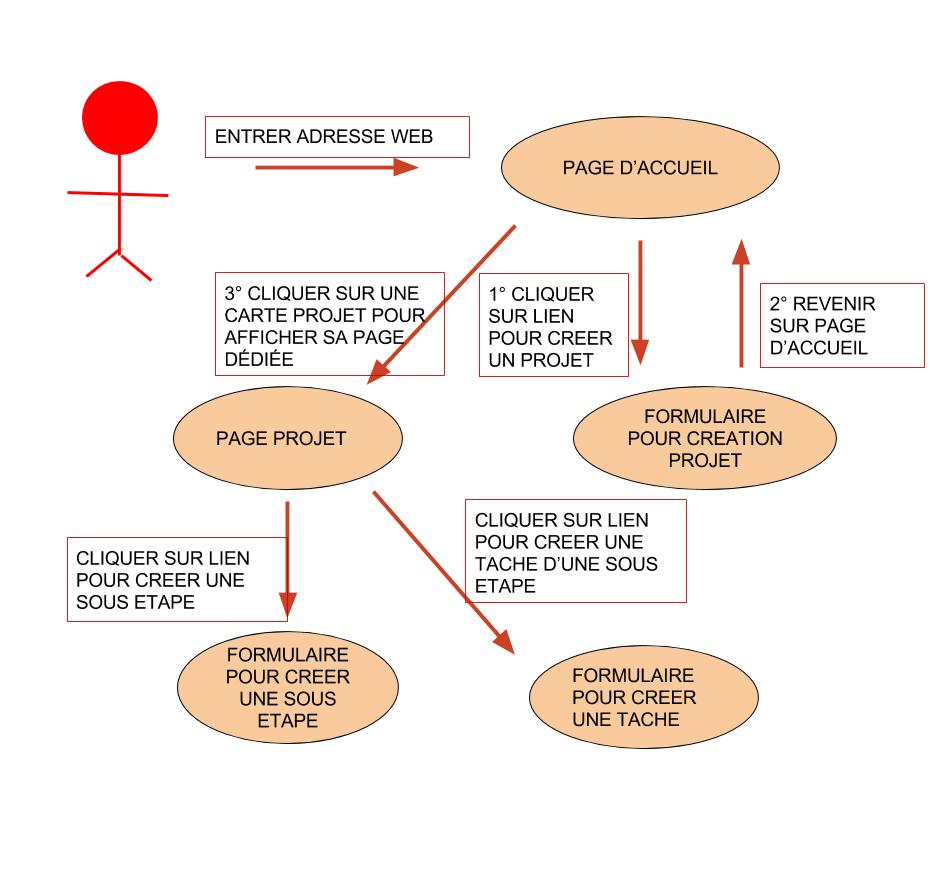 ENTRER ADRESSE WEB
PAGE D’ACCUEIL
3° CLIQUER SUR UNE
CARTE PROJET POUR
AFFICHER SA PAGE
DÉDIÉE
1° CLIQUER
SUR LIEN
POUR CREER
UN PROJET
2° REVENIR
SUR PAGE
D’ACCUEIL
PAGE PROJET
FORMULAIRE
POUR CREATION
PROJET
CLIQUER SUR LIEN
POUR CREER UNE
SOUS ETAPE
CLIQUER SUR LIEN
POUR CREER UNE
TACHE D’UNE SOUS
ETAPE
FORMULAIRE
POUR CREER
UNE SOUS
ETAPE
FORMULAIRE
POUR CREER
UNE TACHE